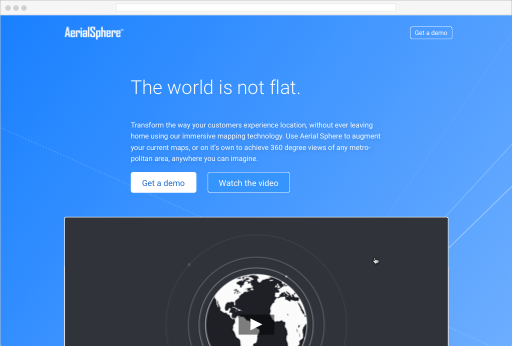 AerialSphere
Get a demo
The world is not flat.
Transform the way your customers experience location, without ever leaving
home using our immersive mapping technology. Use Aerial Sphere to augment
your current maps, or on it's own to achieve 360 degree views of any metro-
politan area, anywhere you can imagine.
Get a demo
Watch the video